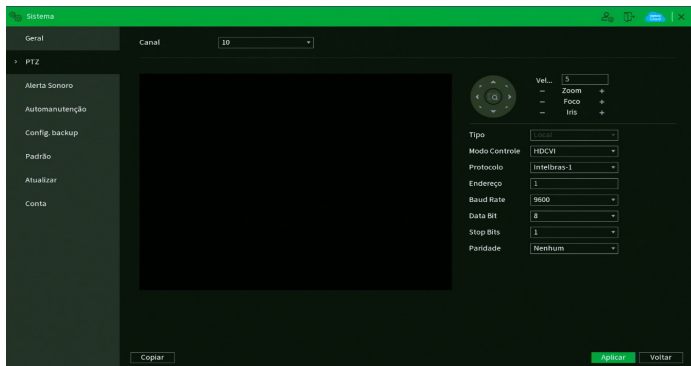 Sistema
Geral
PTZ
Alerta Sonoro
Automanutenção
Config. backup
Padrão
Atualizar
Conta
Canal 10
Vel... 5
− Zoom +
− Foco +
− Iris +
Tipo Local
Modo Controle HDCVI
Protocolo Intelbras-1
Endereço 1
Baud Rate 9600
Data Bit 8
Stop Bits 1
Paridade Nenhum
Copiar
Aplicar
Voltar